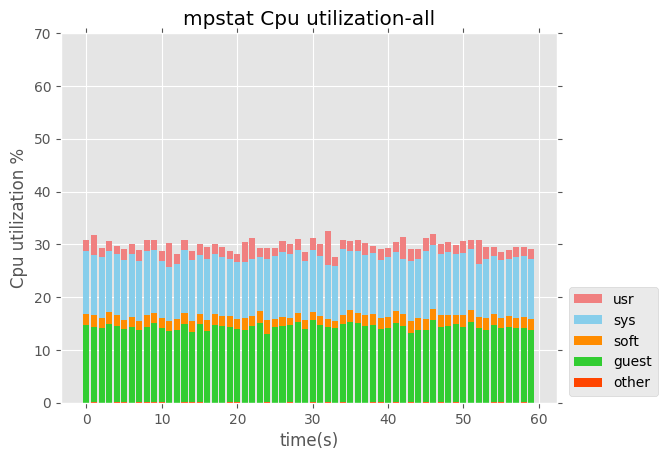 mpstat Cpu utilization-all
Cpu utilization %
70
60
50
40
30
20
10
0
0 10 20 30 40 50 60
time(s)
usr
sys
soft
guest
other